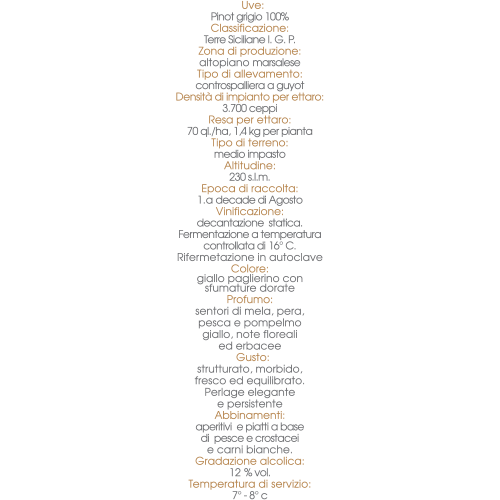 Uve:
Pinot grigio 100%
Classificazione:
Terre Siciliane I. G. P.
Zona di produzione:
altopiano marsalese
Tipo di allevamento:
controspalliera a guyot
Densità di impianto per ettaro:
3.700 ceppi
Resa per ettaro:
70 ql./ha, 1,4 kg per pianta
Tipo di terreno:
medio impasto
Altitudine:
230 s.l.m.
Epoca di raccolta:
1.a decade di Agosto
Vinificazione:
decantazione statica.
Fermentazione a temperatura
controllata di 16° C.
Rifermetazione in autoclave
Colore:
giallo paglierino con
sfumature dorate
Profumo:
sentori di mela, pera,
pesca e pompelmo
giallo, note floreali
ed erbacee
Gusto:
strutturato, morbido,
fresco ed equilibrato.
Perlage elegante
e persistente
Abbinamenti:
aperitivi e piatti a base
di pesce e crostacei
e carni bianche.
Gradazione alcolica:
12 % vol.
Temperatura di servizio:
7° - 8° c